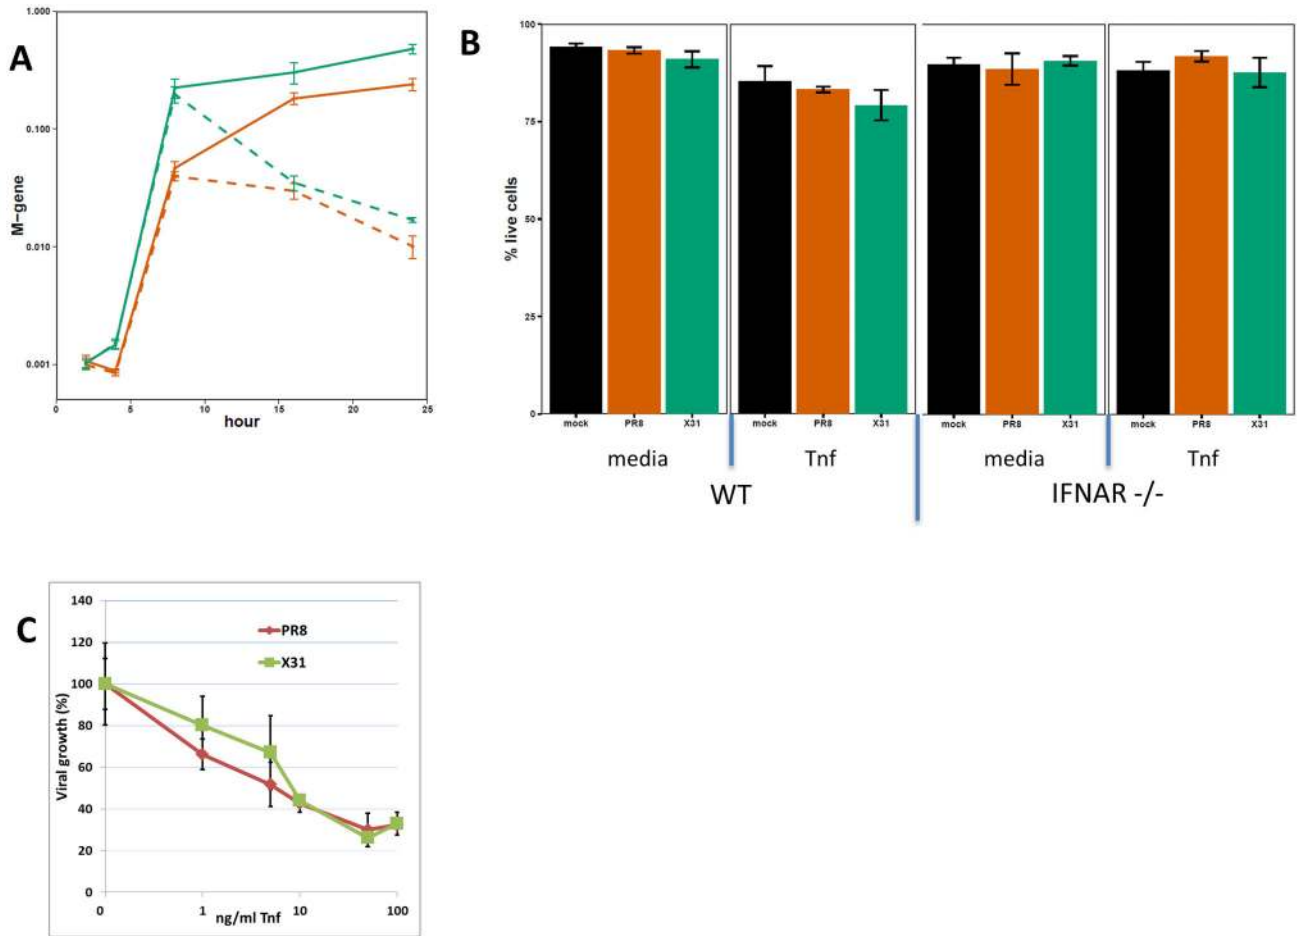 A
1.000
0.100
0.010
0.001
M−gene
0 5 10 15 20 25
hour
B
100
75
50
25
0
% live cells
mock PR8 X31 mock PR8 X31 mock PR8 X31 mock PR8 X31
media Tnf media Tnf
WT IFNAR -/-
C
140
120
100
80
60
40
20
0
Viral growth (%)
PR8
X31
0 1 10 100
ng/ml Tnf